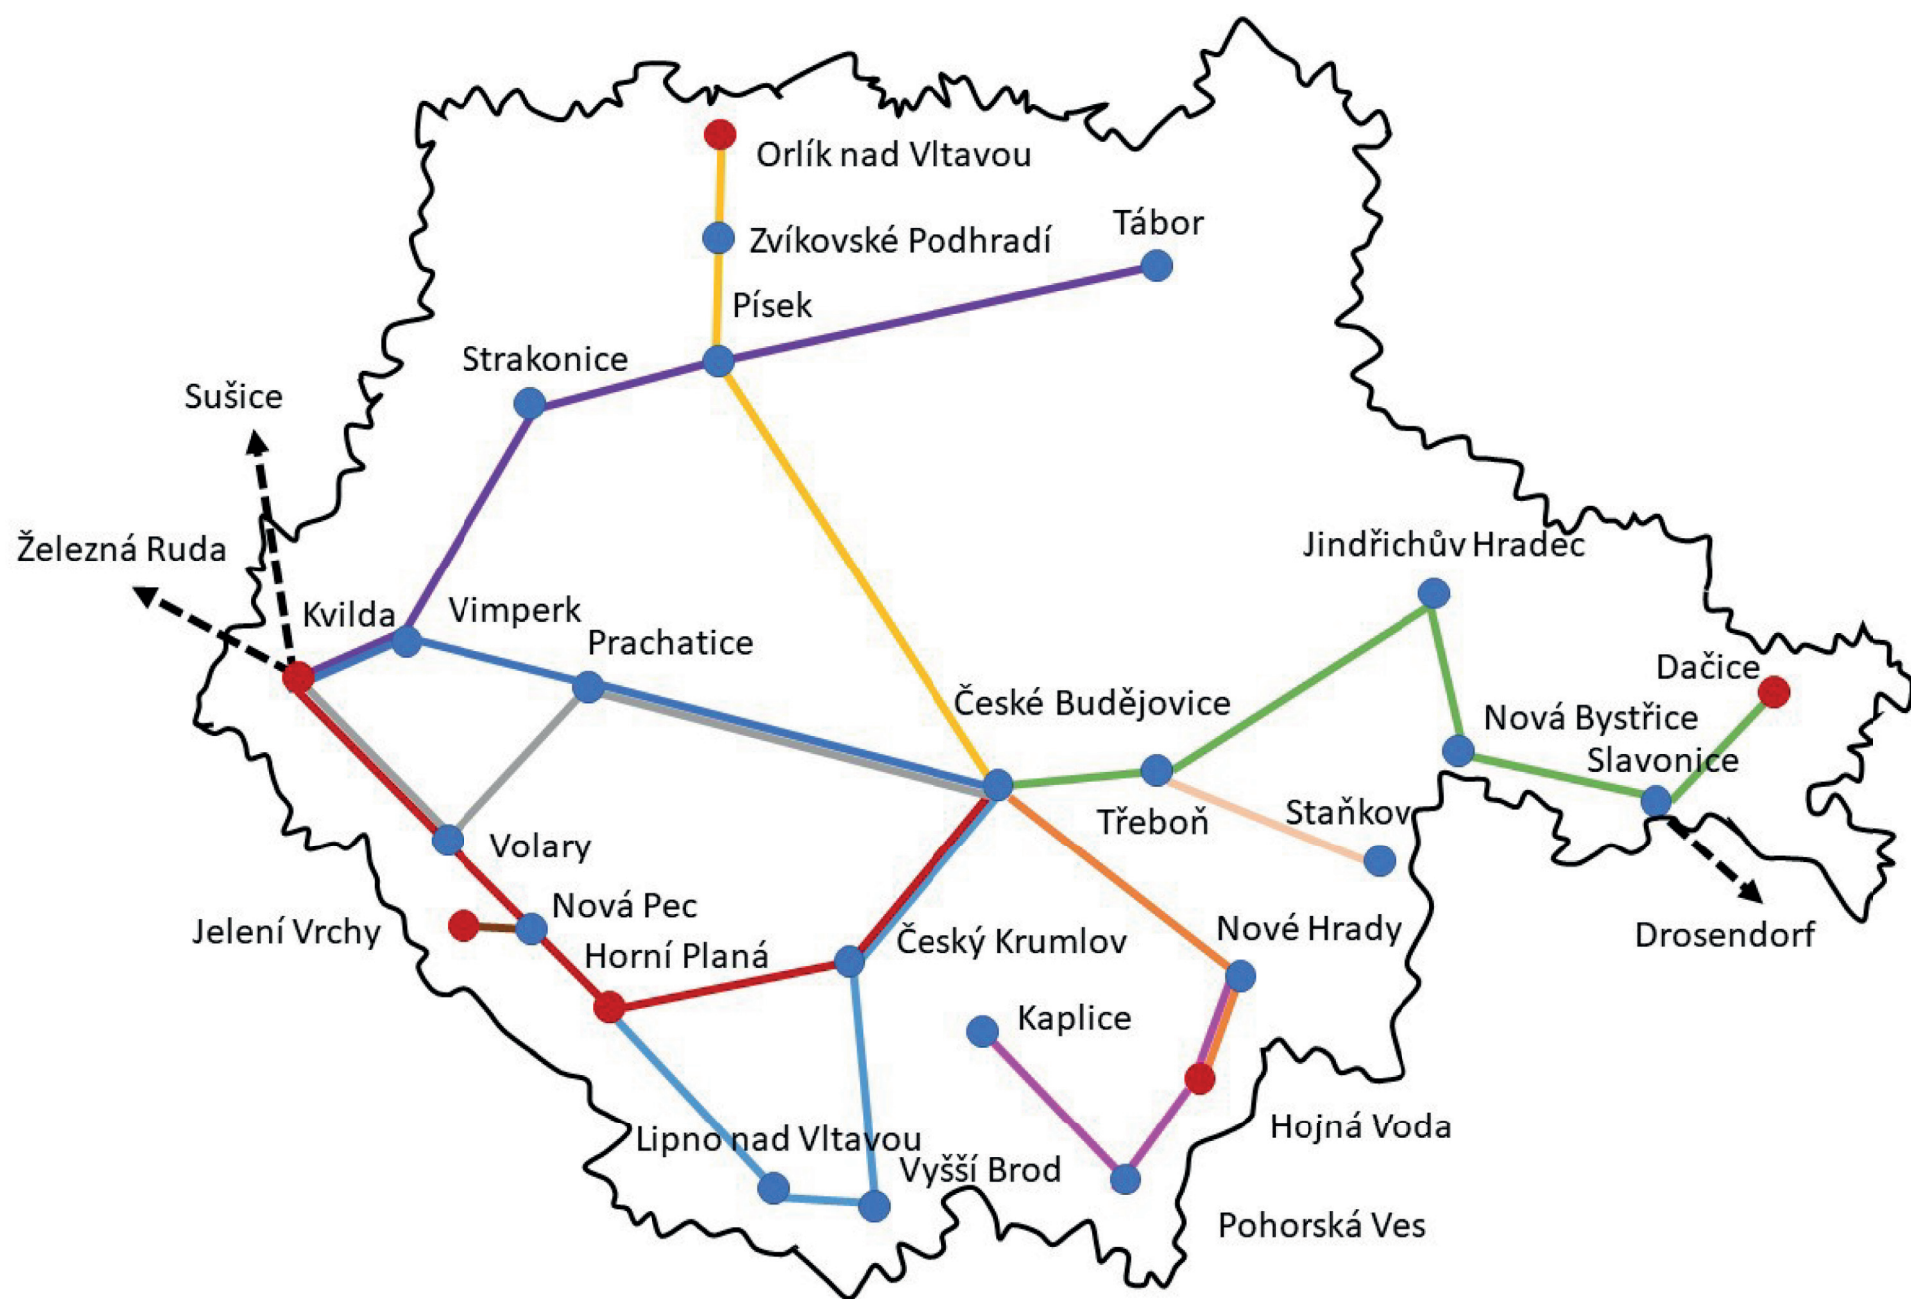 Orlík nad Vltavou
Tábor
Zvíkovské Podhradí
Písek
Strakonice
Sušice
Jindřichův Hradec
Železná Ruda
Kvilda
Vimperk
Prachatice
Dačice
České Budějovice
Nová Bystřice
Slavonice
Staňkov
Třeboň
Volary
Nová Pec
Jelení Vrchy
Nové Hrady
Drosendorf
Český Krumlov
Horní Planá
Kaplice
Hojná Voda
Lipno nad Vltavou
Vyšší Brod
Pohorská Ves